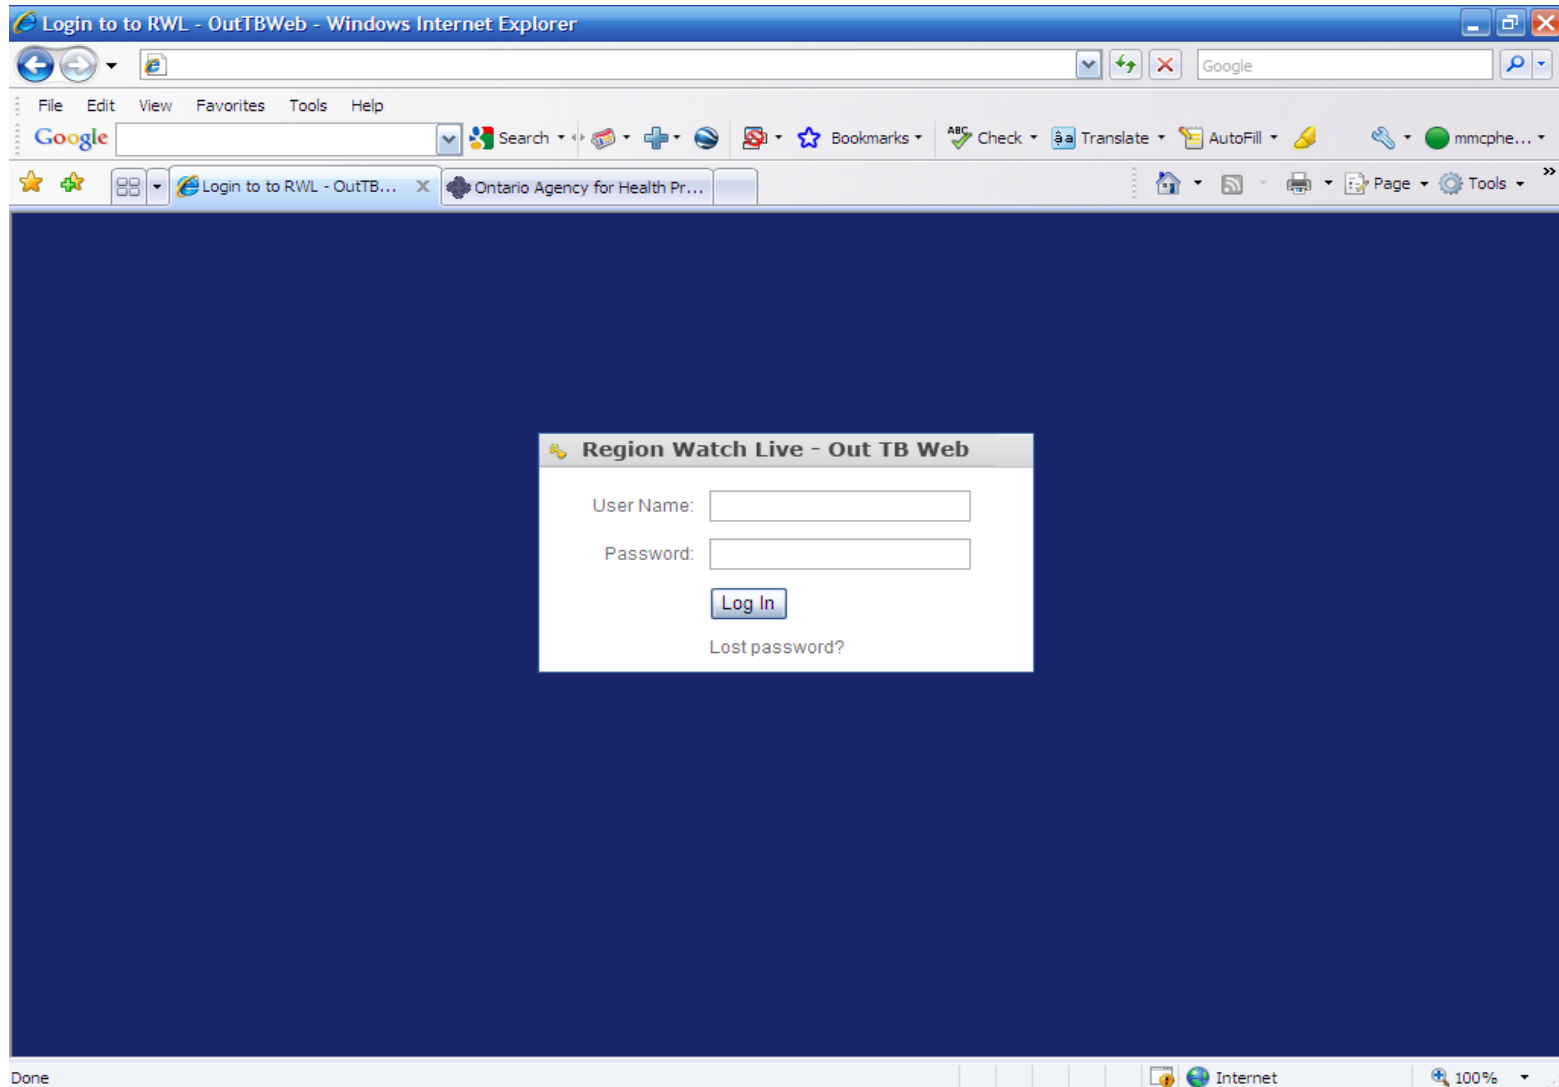 Login to to RWL - OutTBWeb - Windows Internet Explorer
Google
File Edit View Favorites Tools Help
Google Search Bookmarks ABC Check âa Translate AutoFill mmcphe...
Login to to RWL - OutTB... X Ontario Agency for Health Pr... Page Tools »
Region Watch Live - Out TB Web
User Name:
Password:
Log In
Lost password?
Done Internet 100%